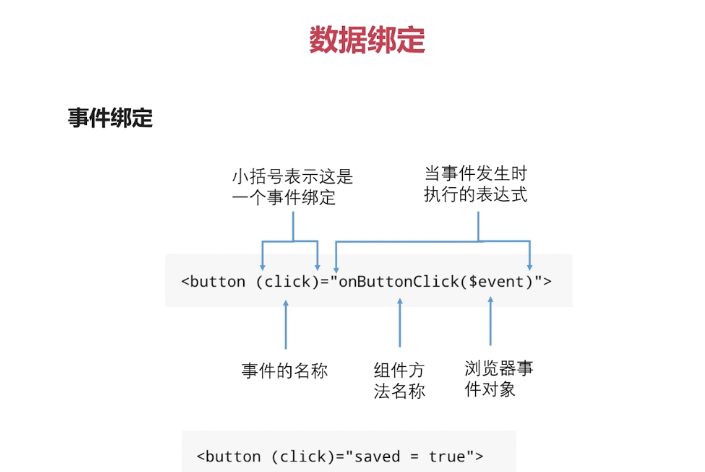 数据绑定
事件绑定
小括号表示这是
一个事件绑定
当事件发生时
执行的表达式
<button (click)="onButtonClick($event)">
事件的名称
组件方
法名称
浏览器事
件对象
<button (click)="saved = true">